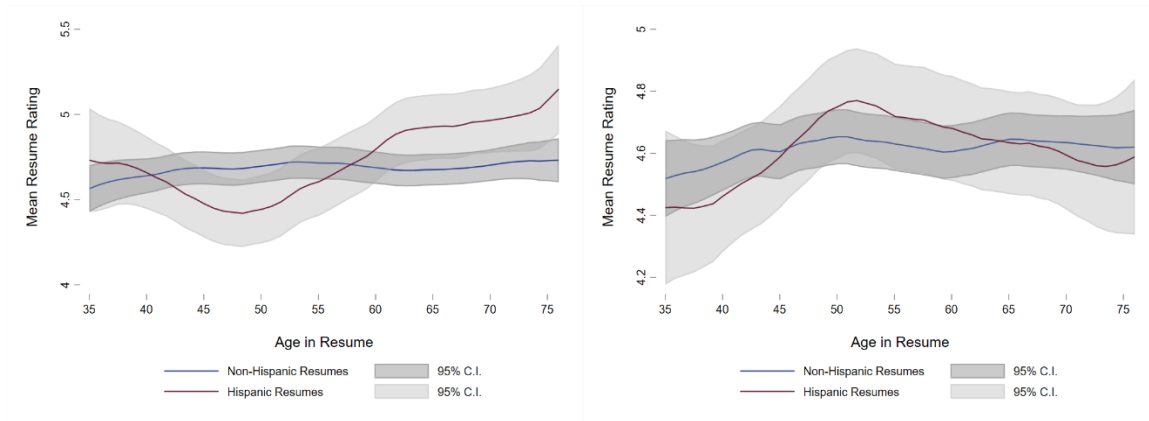 5.5
5
4.5
4
Mean Resume Rating
35 40 45 50 55 60 65 70 75
Age in Resume
Non-Hispanic Resumes 95% C.I.
Hispanic Resumes 95% C.I.
5
4.8
4.6
4.4
4.2
Mean Resume Rating
35 40 45 50 55 60 65 70 75
Age in Resume
Non-Hispanic Resumes 95% C.I.
Hispanic Resumes 95% C.I.